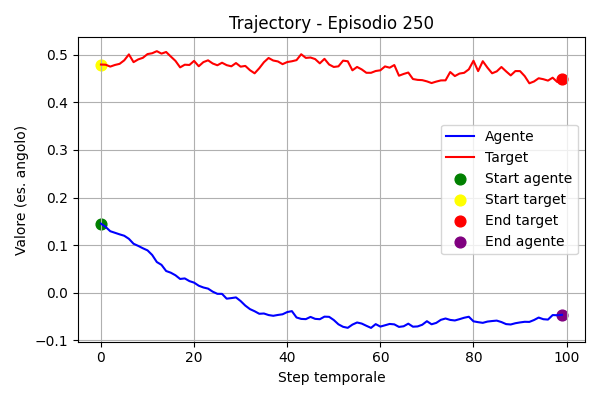 Trajectory - Episodio 250
Valore (es. angolo)
0.5
0.4
0.3
0.2
0.1
0.0
−0.1
Agente
Target
Start agente
Start target
End target
End agente
0 20 40 60 80 100
Step temporale